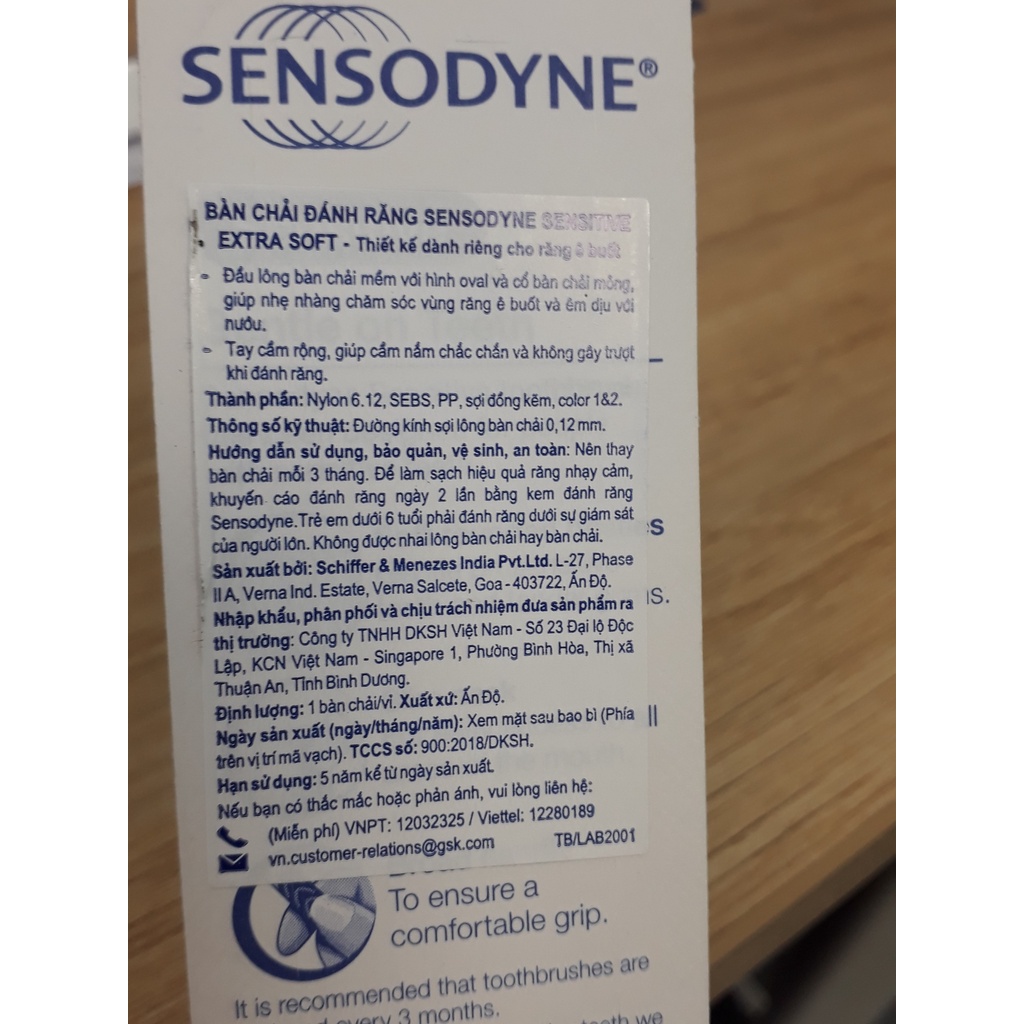 SENSODYNE®
BÀN CHẢI ĐÁNH RĂNG SENSODYNE SENSITIVE
EXTRA SOFT - Thiết kế dành riêng cho răng ê buốt
- Đầu lông bàn chải mềm với hình oval và cổ bàn chải mỏng,
giúp nhẹ nhàng chăm sóc vùng răng ê buốt và êm dịu với
nướu.
- Tay cầm rộng, giúp cầm nắm chắc chắn và không gây trượt
khi đánh răng.
Thành phần: Nylon 6.12, SEBS, PP, sợi đồng kẽm, color 1&2.
Thông số kỹ thuật: Đường kính sợi lông bàn chải 0,12 mm.
Hướng dẫn sử dụng, bảo quản, vệ sinh, an toàn: Nên thay
bàn chải mỗi 3 tháng. Để làm sạch hiệu quả răng nhạy cảm,
khuyến cáo đánh răng ngày 2 lần bằng kem đánh răng
Sensodyne.Trẻ em dưới 6 tuổi phải đánh răng dưới sự giám sát
của người lớn. Không được nhai lông bàn chải hay bàn chải.
Sản xuất bởi: Schiffer & Menezes India Pvt.Ltd. L-27, Phase
II A, Verna Ind. Estate, Verna Salcete, Goa - 403722, Ấn Độ.
Nhập khẩu, phân phối và chịu trách nhiệm đưa sản phẩm ra
thị trường: Công ty TNHH DKSH Việt Nam - Số 23 Đại lộ Độc
Lập, KCN Việt Nam - Singapore 1, Phường Bình Hòa, Thị xã
Thuận An, Tỉnh Bình Dương.
Định lượng: 1 bàn chải/vỉ. Xuất xứ: Ấn Độ.
Ngày sản xuất (ngày/tháng/năm): Xem mặt sau bao bì (Phía
trên vị trí mã vạch). TCCS số: 900:2018/DKSH.
Hạn sử dụng: 5 năm kể từ ngày sản xuất.
Nếu bạn có thắc mắc hoặc phản ánh, vui lòng liên hệ:
(Miễn phí) VNPT: 12032325 / Viettel: 12280189
vn.customer-relations@gsk.com TB/LAB2001
To ensure a
comfortable grip.
It is recommended that toothbrushes are
every 3 months.